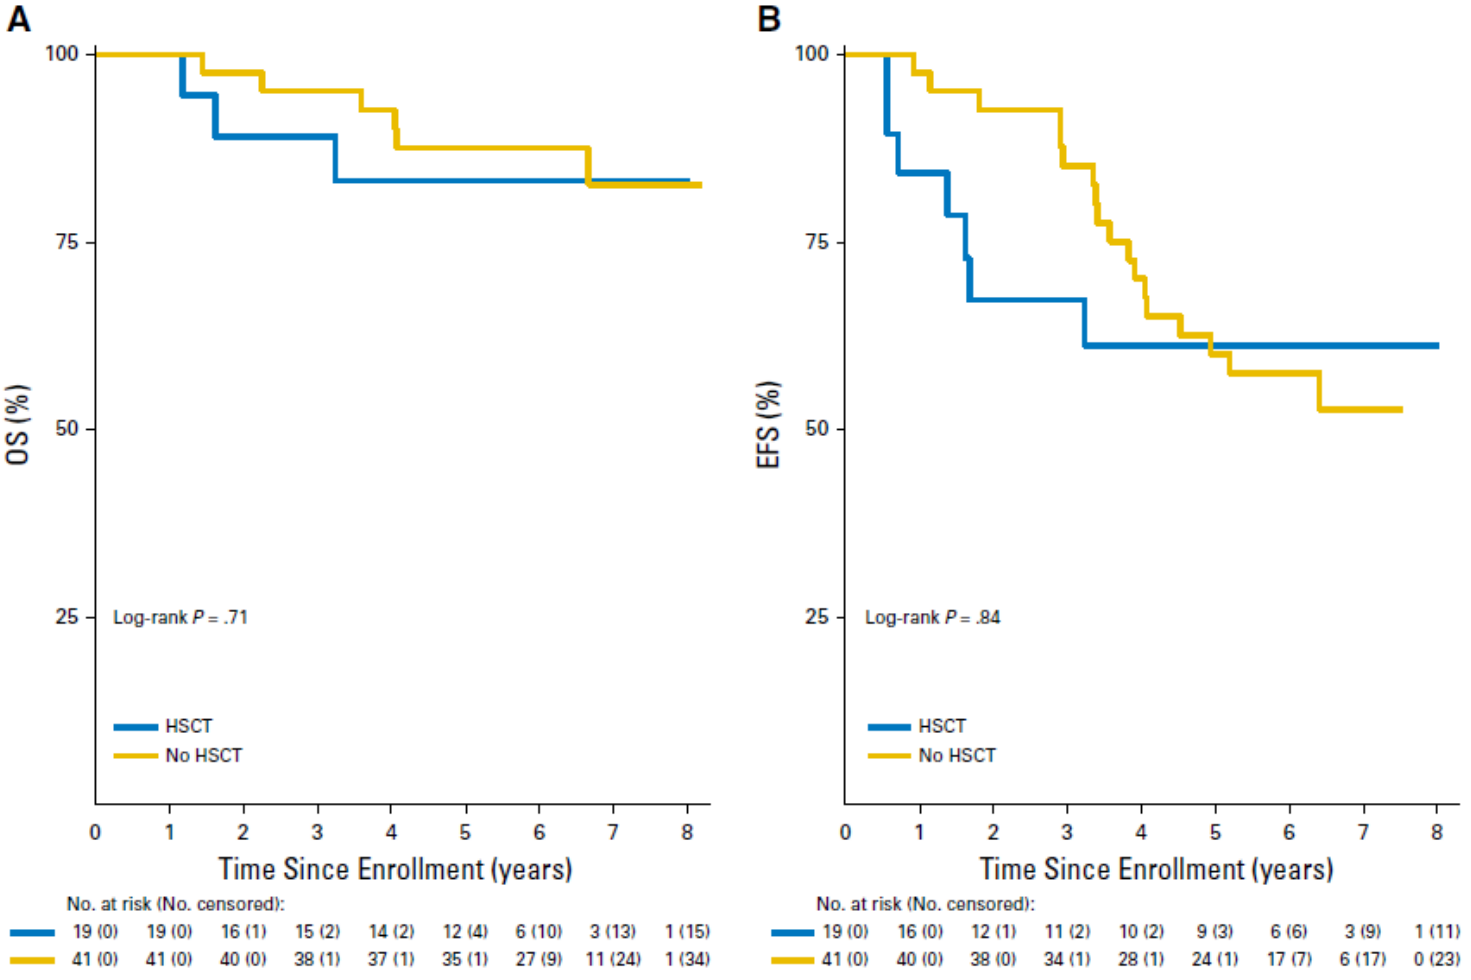 A
100
75
50
25
OS (%)
Log-rank P = .71
HSCT
No HSCT
0 1 2 3 4 5 6 7 8
Time Since Enrollment (years)
No. at risk (No. censored):
19 (0) 19 (0) 16 (1) 15 (2) 14 (2) 12 (4) 6 (10) 3 (13) 1 (15)
41 (0) 41 (0) 40 (0) 38 (1) 37 (1) 35 (1) 27 (9) 11 (24) 1 (34)
B
100
75
50
25
EFS (%)
Log-rank P = .84
HSCT
No HSCT
0 1 2 3 4 5 6 7 8
Time Since Enrollment (years)
No. at risk (No. censored):
19 (0) 16 (0) 12 (1) 11 (2) 10 (2) 9 (3) 6 (6) 3 (9) 1 (11)
41 (0) 40 (0) 38 (0) 34 (1) 28 (1) 24 (1) 17 (7) 6 (17) 0 (23)